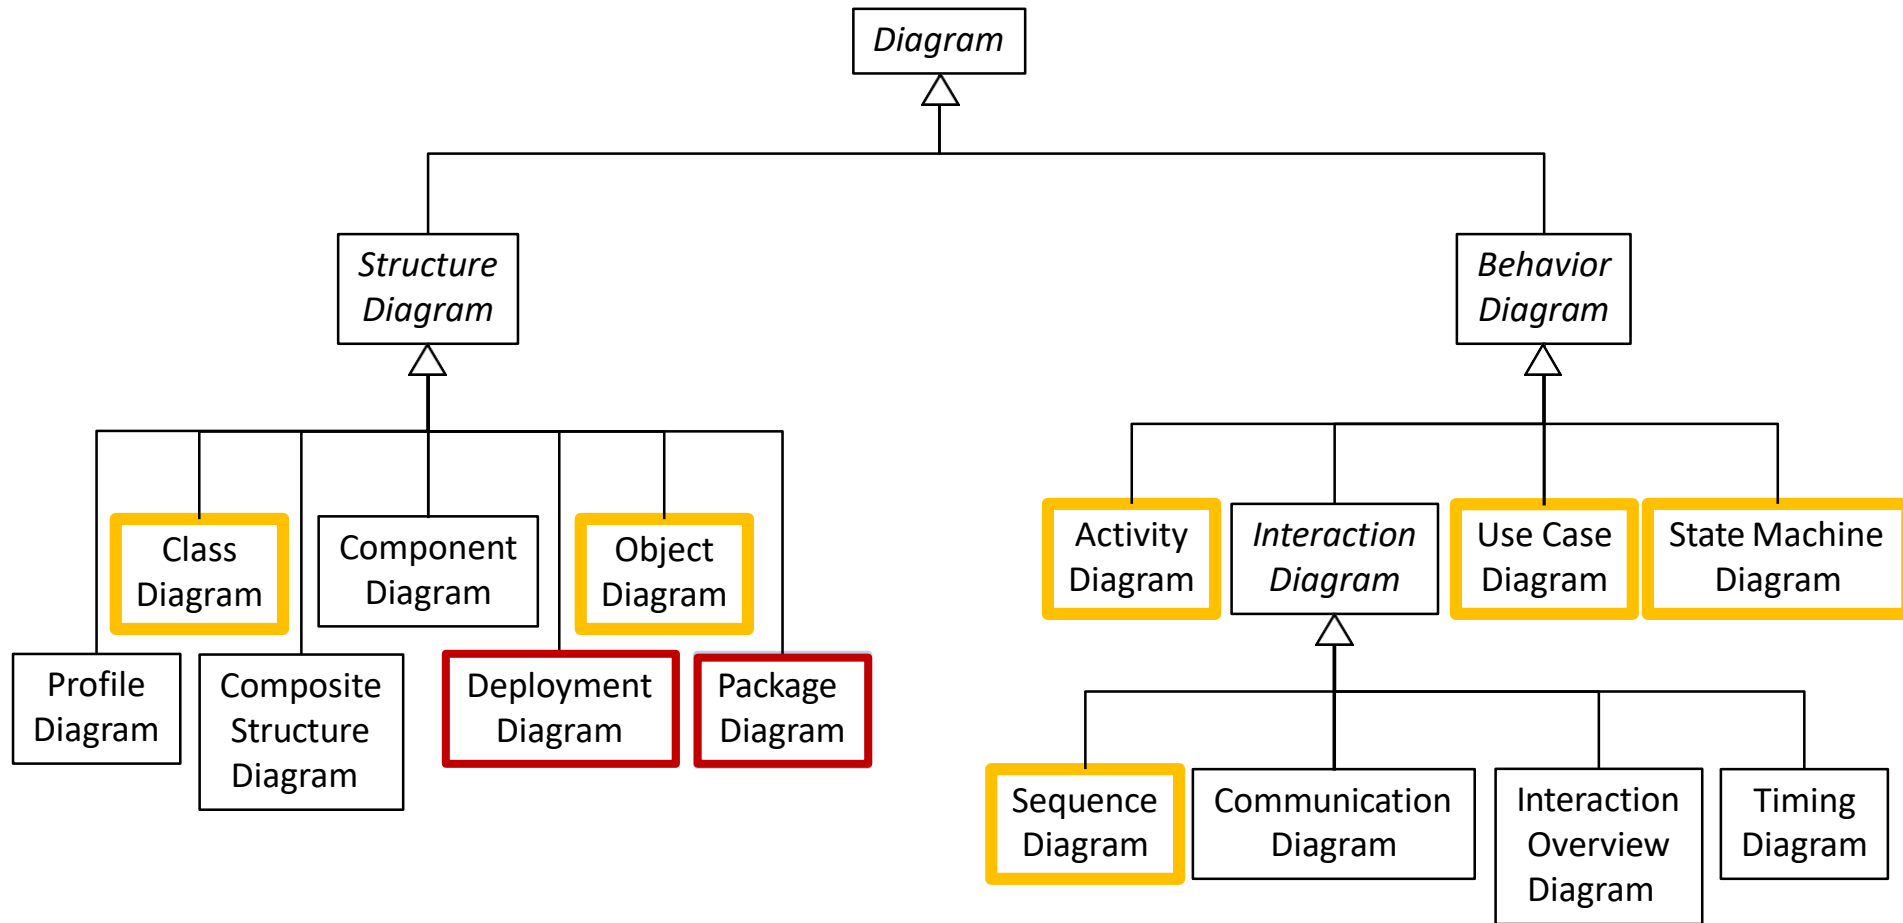 Diagram
Structure
Diagram
Behavior
Diagram
Class
Diagram
Component
Diagram
Object
Diagram
Activity
Diagram
Interaction
Diagram
Use Case
Diagram
State Machine
Diagram
Profile
Diagram
Composite
Structure
Diagram
Deployment
Diagram
Package
Diagram
Sequence
Diagram
Communication
Diagram
Interaction
Overview
Diagram
Timing
Diagram